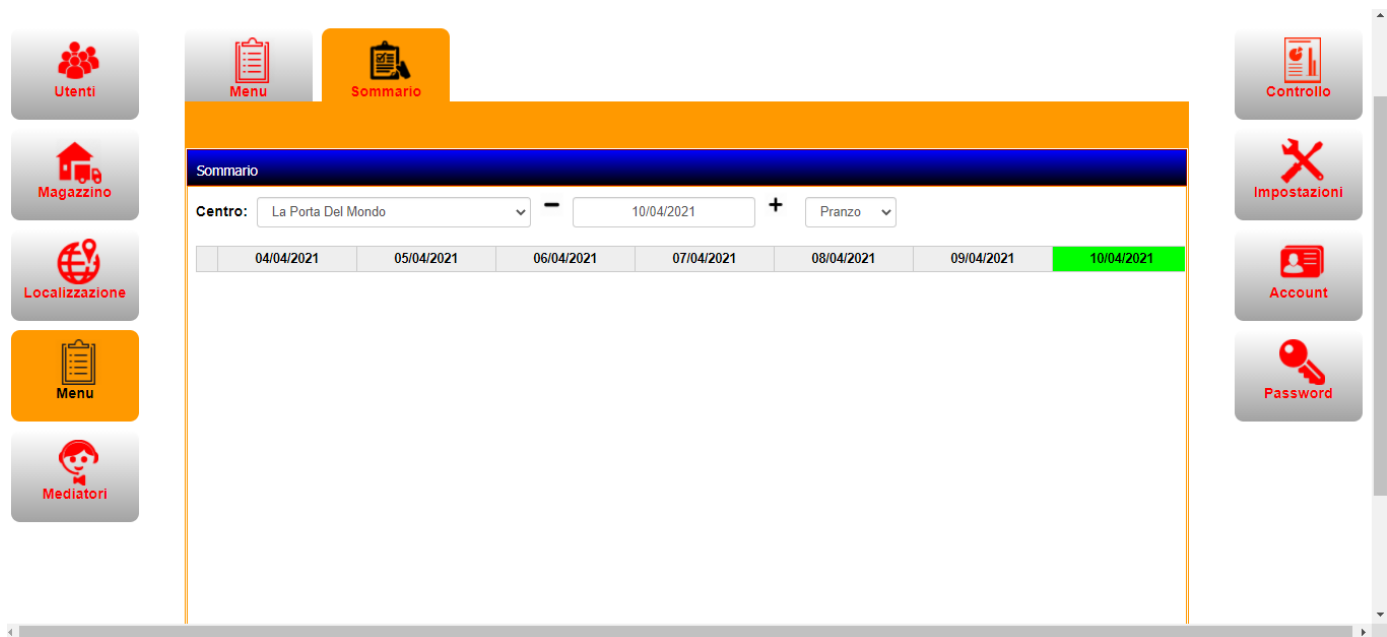 Utenti
Magazzino
Localizzazione
Menu
Mediatori
Menu
Sommario
Sommario
Centro: La Porta Del Mondo − 10/04/2021 + Pranzo
04/04/2021 05/04/2021 06/04/2021 07/04/2021 08/04/2021 09/04/2021 10/04/2021
Controllo
Impostazioni
Account
Password